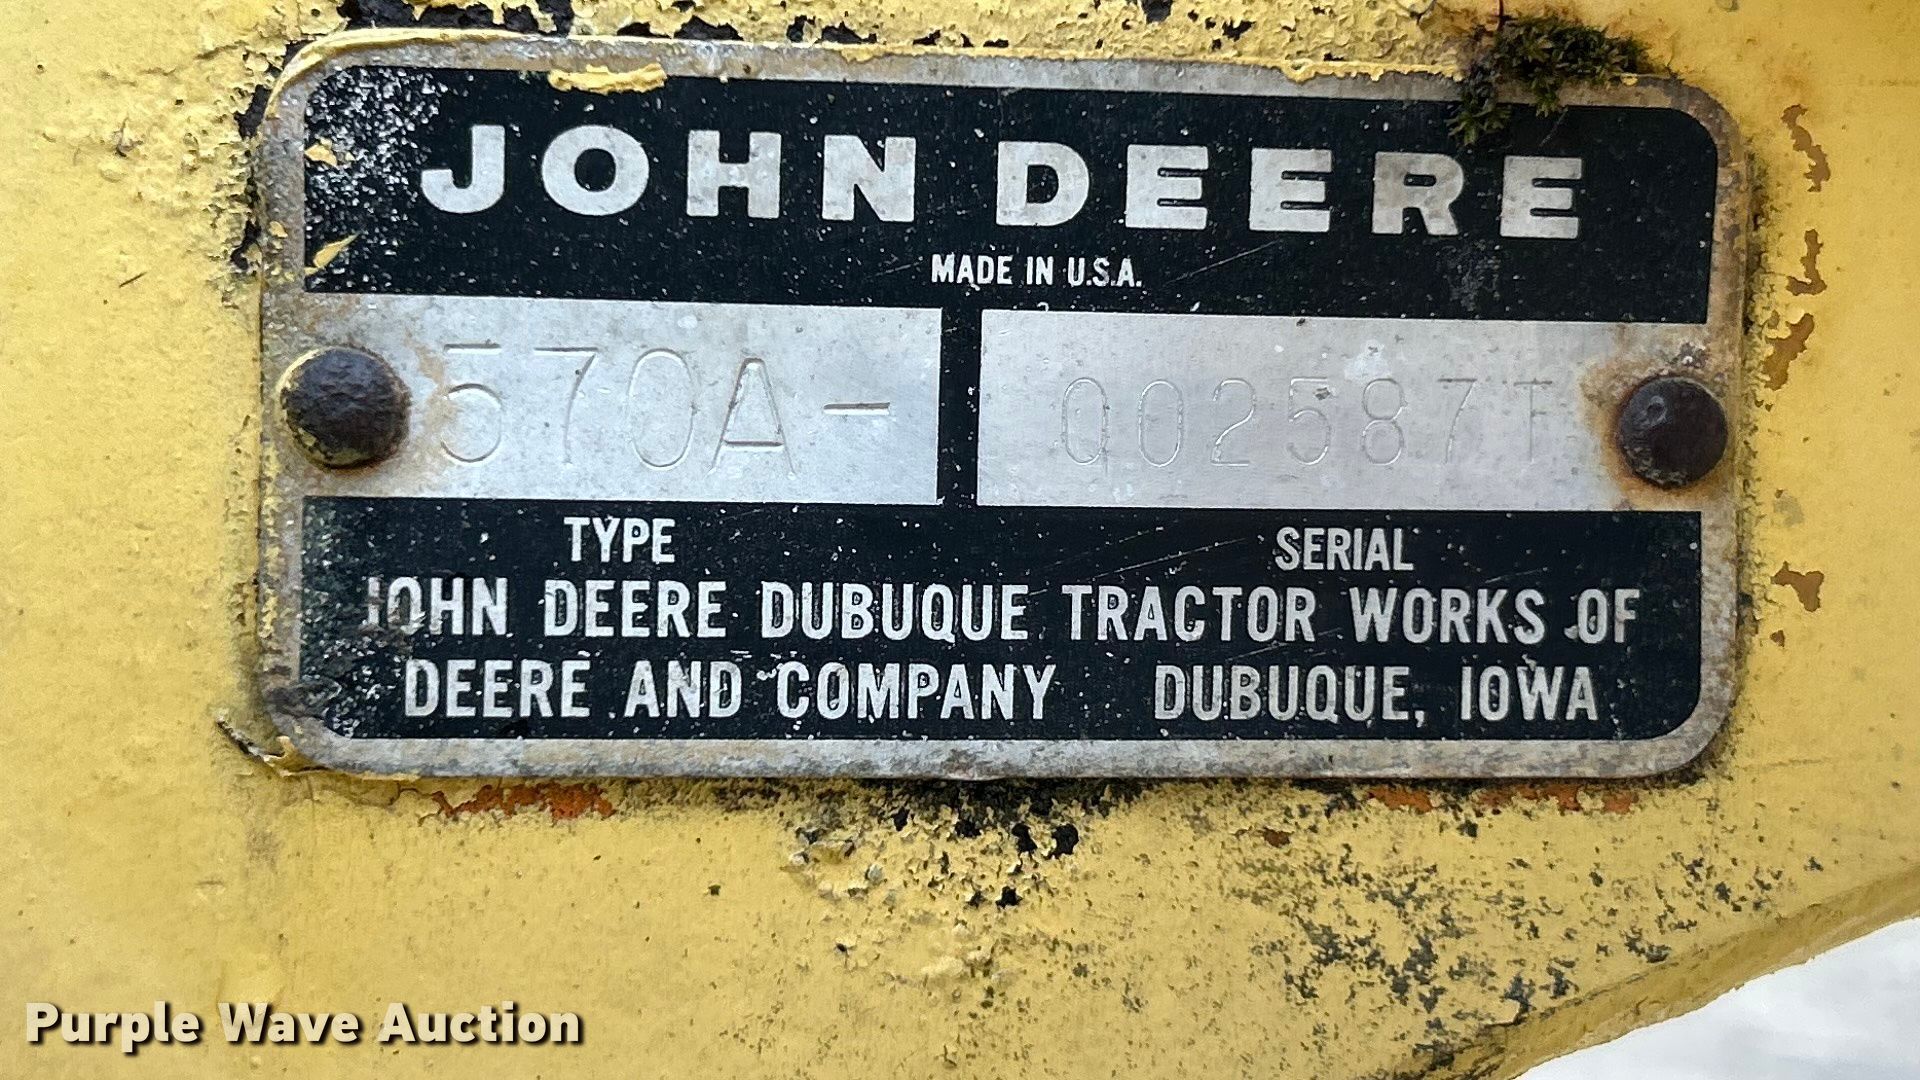 JOHN DEERE
MADE IN U.S.A.
570A- 002587T
TYPE SERIAL
JOHN DEERE DUBUQUE TRACTOR WORKS OF
DEERE AND COMPANY DUBUQUE, IOWA
Purple Wave Auction